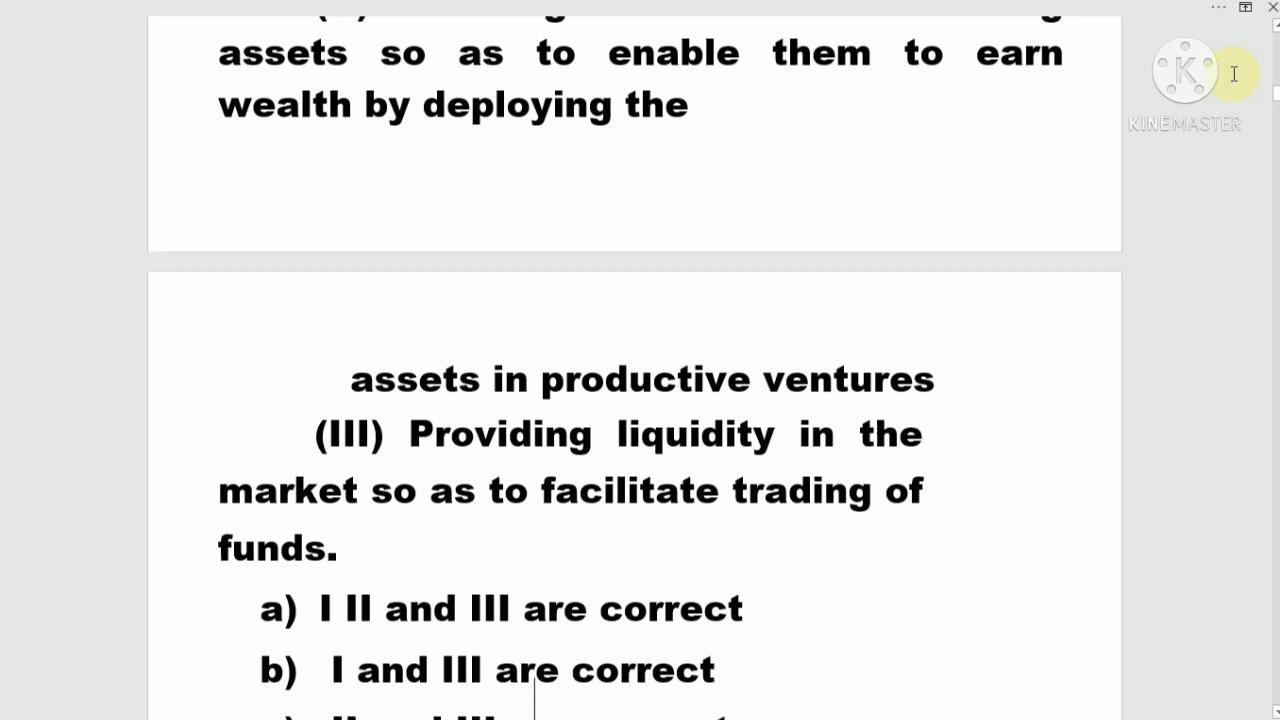 assets so as to enable them to earn
wealth by deploying the
K
KINEMASTER
assets in productive ventures
(III) Providing liquidity in the
market so as to facilitate trading of
funds.
a) I II and III are correct
b) I and III are correct